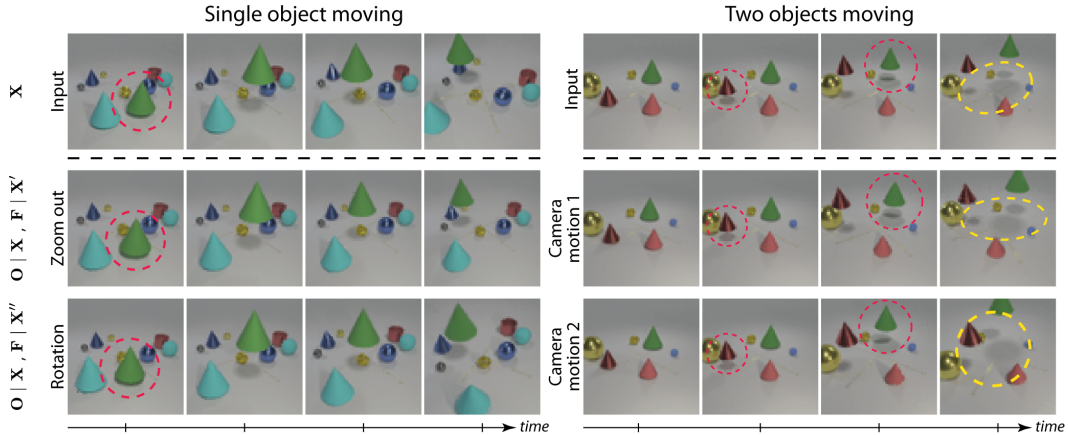 Single object moving
Two objects moving
X
Input
Input
O | X , F | X′
Zoom out
Camera
motion 1
O | X , F | X″
Rotation
Camera
motion 2
time
time